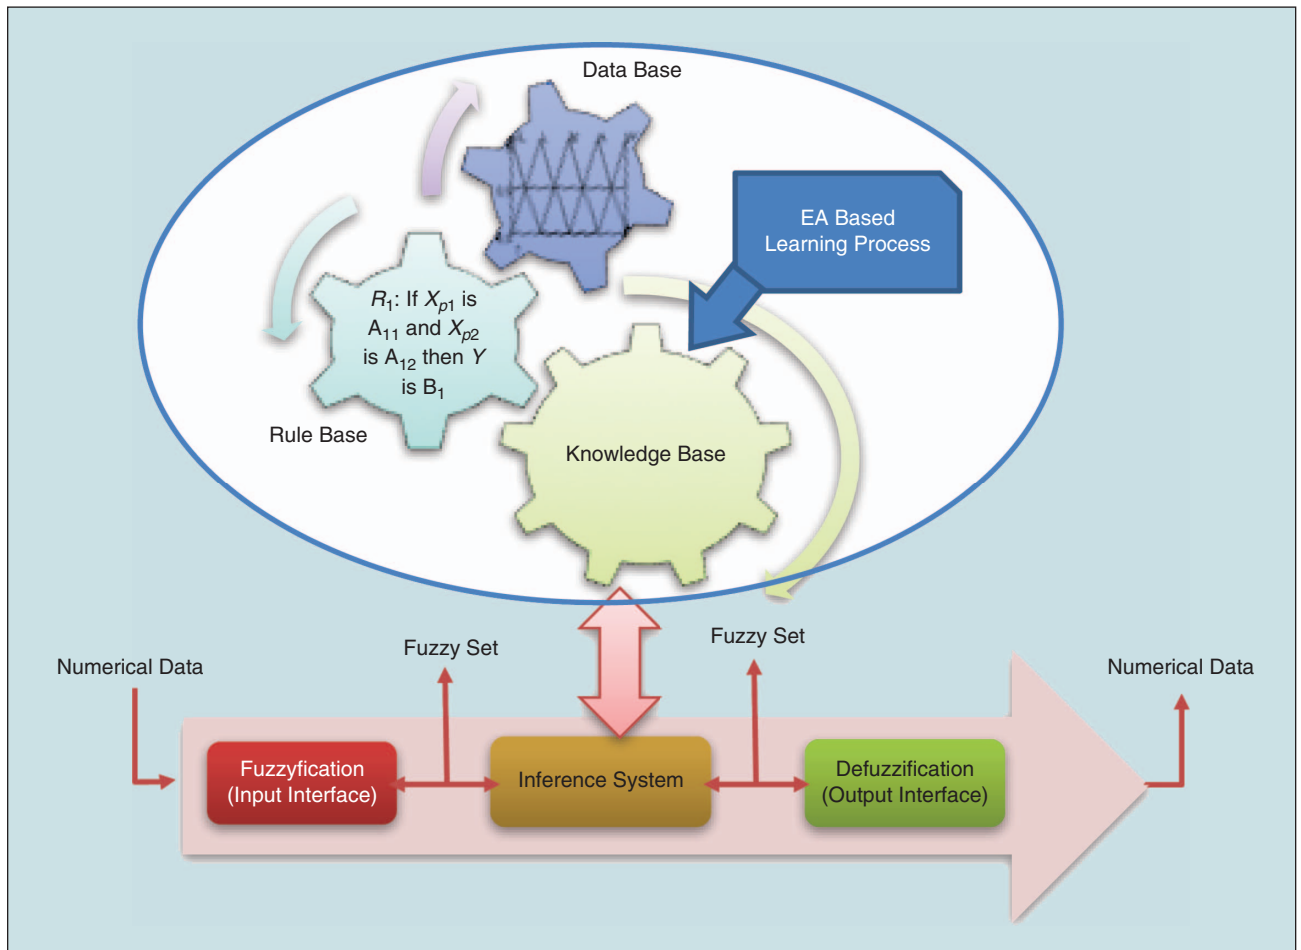 Data Base
EA Based
Learning Process
R1: If Xp1 is
A11 and Xp2
is A12 then Y
is B1
Rule Base
Knowledge Base
Fuzzy Set
Fuzzy Set
Numerical Data
Numerical Data
Fuzzyfication
(Input Interface)
Inference System
Defuzzification
(Output Interface)